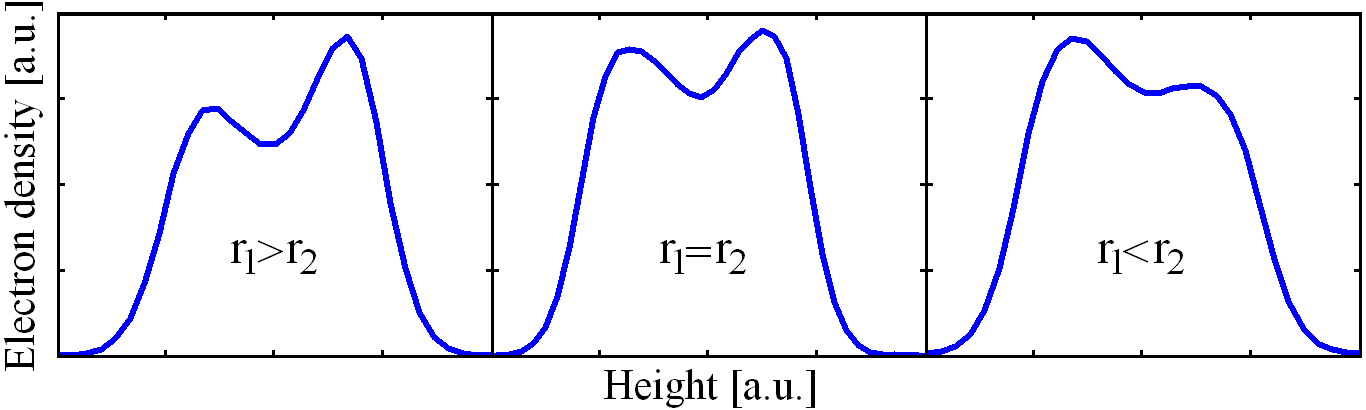 Electron density [a.u.]
r₁>r₂
r₁=r₂
r₁<r₂
Height [a.u.]